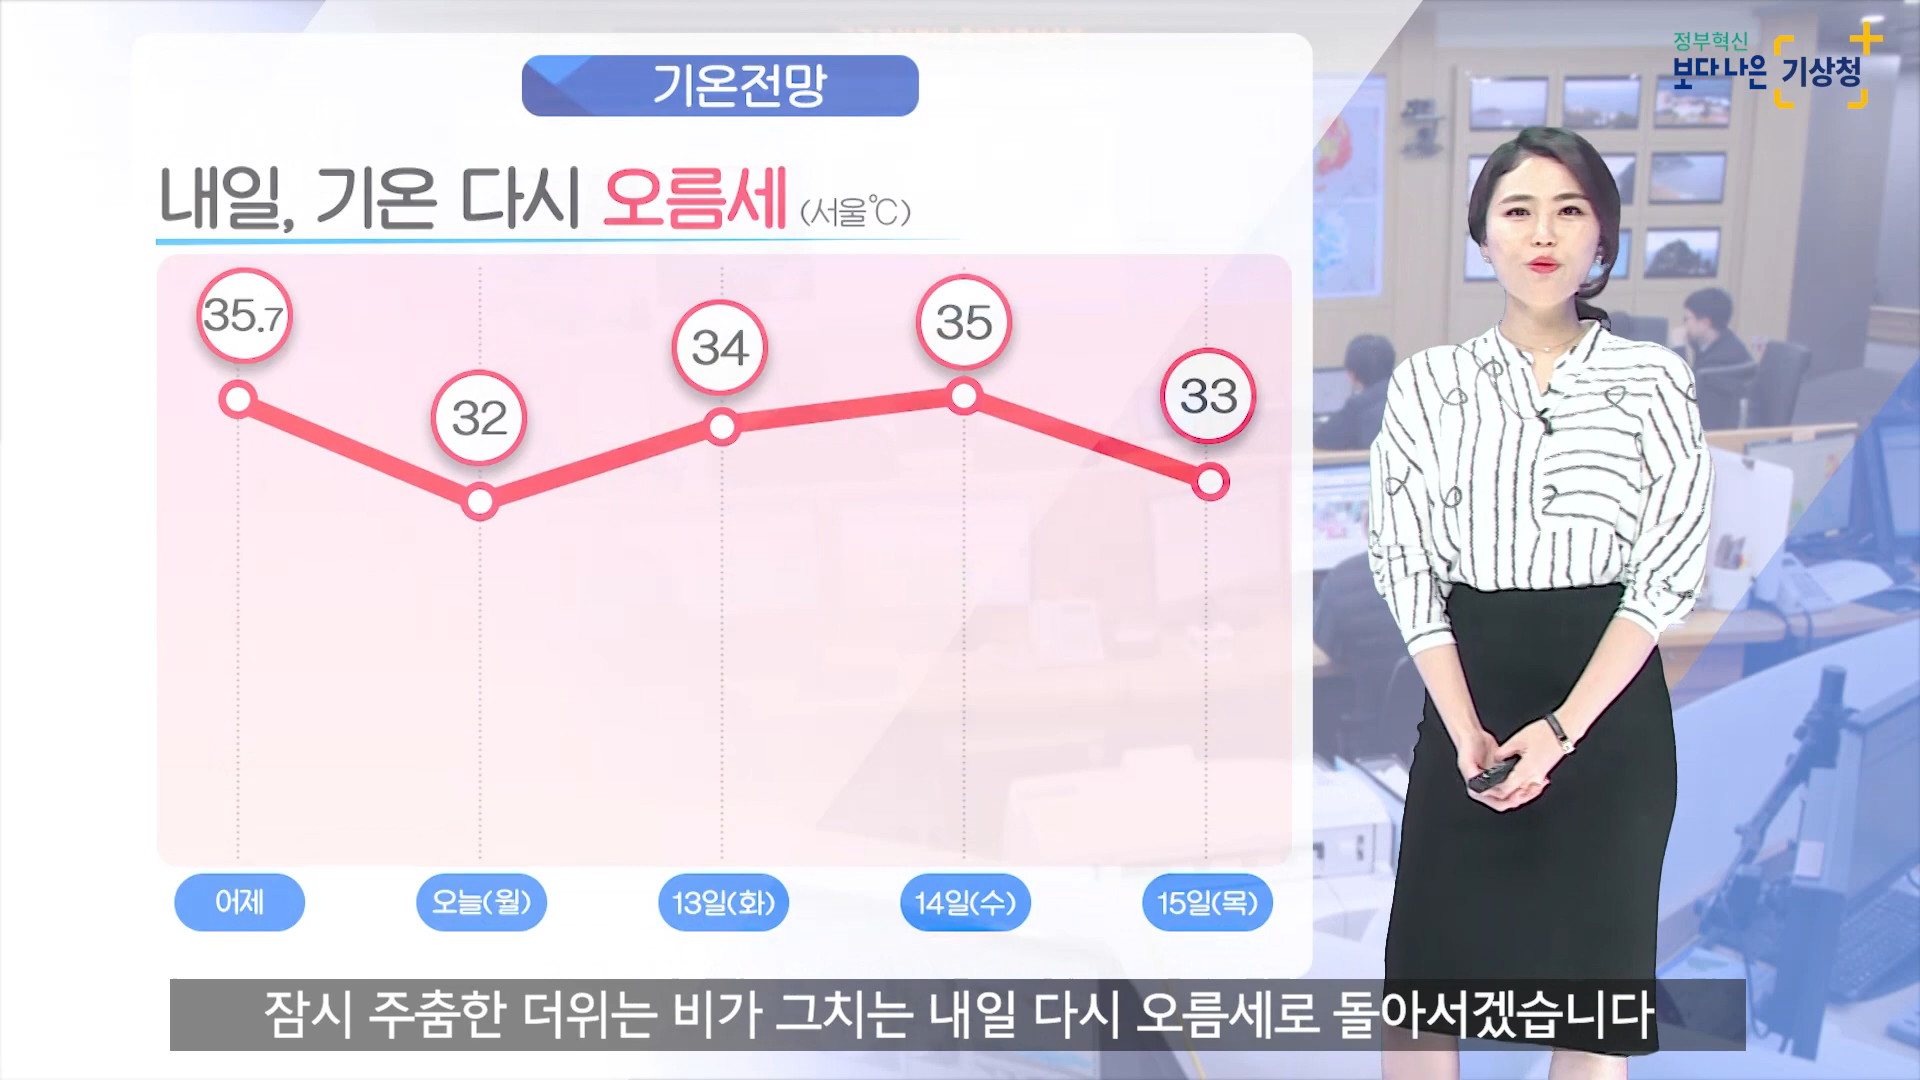 정부혁신
보다 나은 기상청
기온전망
내일, 기온 다시 오름세 (서울℃)
35.7
32
34
35
33
어제
오늘(월)
13일(화)
14일(수)
15일(목)
잠시 주춤한 더위는 비가 그치는 내일 다시 오름세로 돌아서겠습니다